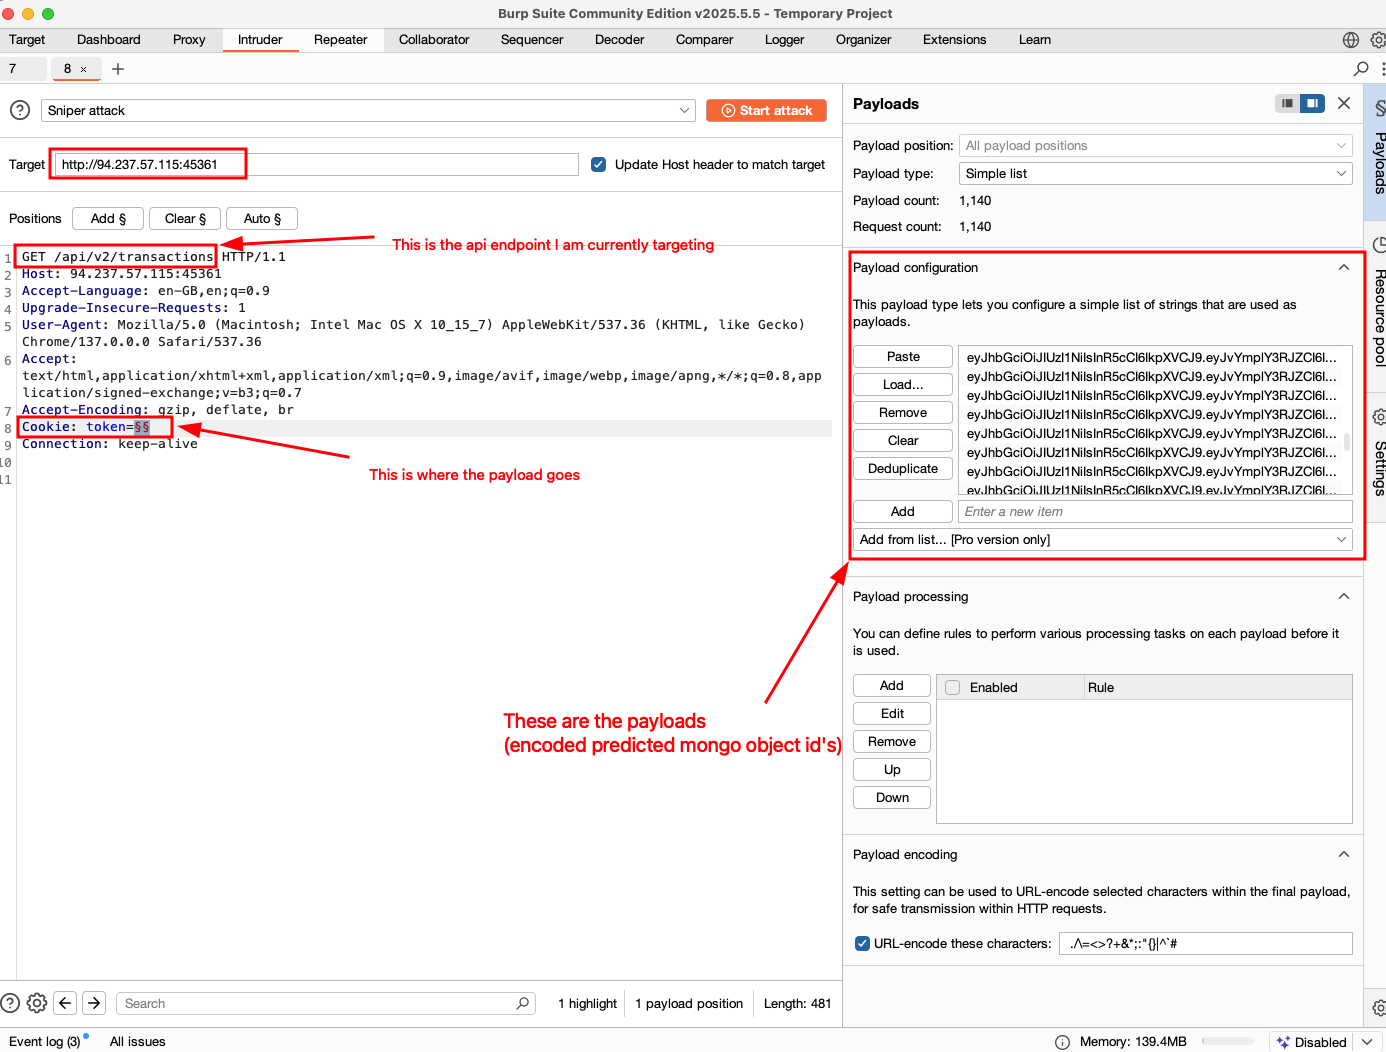 Burp Suite Community Edition v2025.5.5 - Temporary Project
Target Dashboard Proxy Intruder Repeater Collaborator Sequencer Decoder Comparer Logger Organizer Extensions Learn
7 8 × +
Sniper attack
Start attack
Target http://94.237.57.115:45361
Update Host header to match target
Positions Add § Clear § Auto §
This is the api endpoint I am currently targeting
1 GET /api/v2/transactions HTTP/1.1
2 Host: 94.237.57.115:45361
3 Accept-Language: en-GB,en;q=0.9
4 Upgrade-Insecure-Requests: 1
5 User-Agent: Mozilla/5.0 (Macintosh; Intel Mac OS X 10_15_7) AppleWebKit/537.36 (KHTML, like Gecko)
Chrome/137.0.0.0 Safari/537.36
6 Accept:
text/html,application/xhtml+xml,application/xml;q=0.9,image/avif,image/webp,image/apng,*/*;q=0.8,app
lication/signed-exchange;v=b3;q=0.7
7 Accept-Encoding: gzip, deflate, br
8 Cookie: token=§§
9 Connection: keep-alive
10
11
This is where the payload goes
These are the payloads
(encoded predicted mongo object id's)
Search
1 highlight
1 payload position
Length: 481
Payloads
Payload position: All payload positions
Payload type: Simple list
Payload count: 1,140
Request count: 1,140
Payload configuration
This payload type lets you configure a simple list of strings that are used as
payloads.
Paste
Load...
Remove
Clear
Deduplicate
eyJhbGciOiJIUzI1NiIsInR5cCI6IkpXVCJ9.eyJvYmplY3RJZCI6I...
eyJhbGciOiJIUzI1NiIsInR5cCI6IkpXVCJ9.eyJvYmplY3RJZCI6I...
eyJhbGciOiJIUzI1NiIsInR5cCI6IkpXVCJ9.eyJvYmplY3RJZCI6I...
eyJhbGciOiJIUzI1NiIsInR5cCI6IkpXVCJ9.eyJvYmplY3RJZCI6I...
eyJhbGciOiJIUzI1NiIsInR5cCI6IkpXVCJ9.eyJvYmplY3RJZCI6I...
eyJhbGciOiJIUzI1NiIsInR5cCI6IkpXVCJ9.eyJvYmplY3RJZCI6I...
eyJhbGciOiJIUzI1NiIsInR5cCI6IkpXVCJ9.eyJvYmplY3RJZCI6I...
eyJhbGciOiJIUzI1NiIsInR5cCI6IkpXVCJ9.eyJvYmplY3RJZCI6I...
Add Enter a new item
Add from list... [Pro version only]
Payload processing
You can define rules to perform various processing tasks on each payload before it
is used.
Add
Edit
Remove
Up
Down
Enabled Rule
Payload encoding
This setting can be used to URL-encode selected characters within the final payload,
for safe transmission within HTTP requests.
URL-encode these characters: ./\=<>?+&*;:"{}|^`#
Payloads
Resource pool
Settings
Event log (3) All issues
Memory: 139.4MB
Disabled